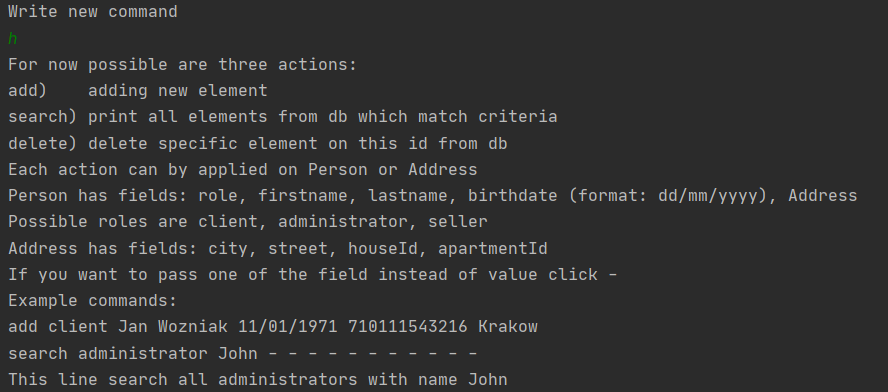 Write new command
h
For now possible are three actions:
add)    adding new element
search) print all elements from db which match criteria
delete) delete specific element on this id from db
Each action can by applied on Person or Address
Person has fields: role, firstname, lastname, birthdate (format: dd/mm/yyyy), Address
Possible roles are client, administrator, seller
Address has fields: city, street, houseId, apartmentId
If you want to pass one of the field instead of value click -
Example commands:
add client Jan Wozniak 11/01/1971 710111543216 Krakow
search administrator John - - - - - - - - - - -
This line search all administrators with name John